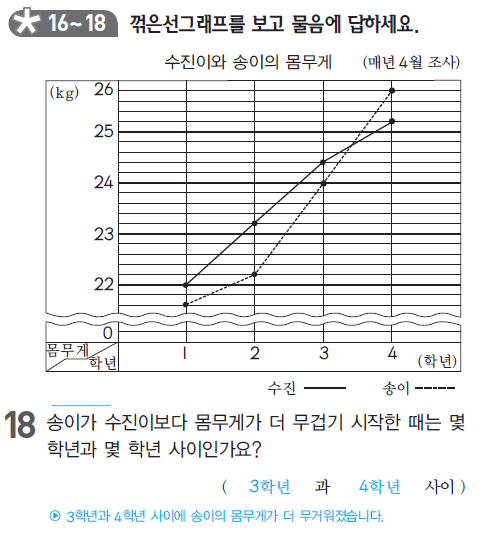 16~18 꺾은선그래프를 보고 물음에 답하세요.
수진이와 송이의 몸무게 (매년 4월 조사)
(kg) 26
25
24
23
22
0
몸무게
학년 1 2 3 4 (학년)
수진 송이
18 송이가 수진이보다 몸무게가 더 무겁기 시작한 때는 몇
학년과 몇 학년 사이인가요?
( 3학년 과 4학년 사이 )
3학년과 4학년 사이에 송이의 몸무게가 더 무거워졌습니다.